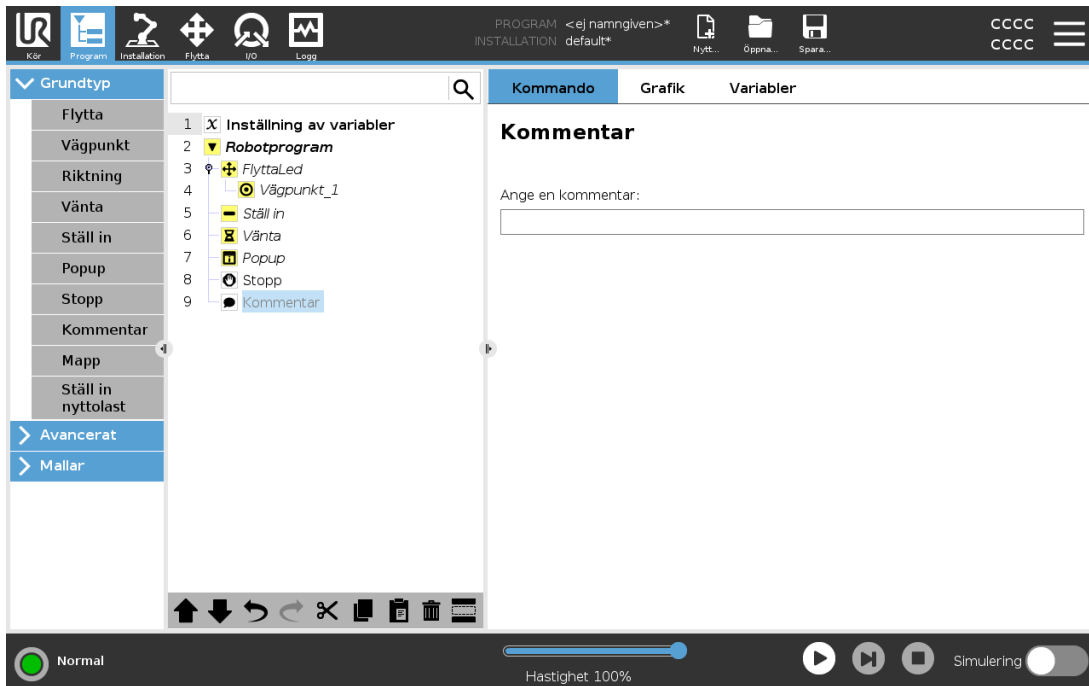 UR
Kör
Program
Installation
Flytta
I/O
Logg
PROGRAM <ej namngiven>*
INSTALLATION default*
Nytt...
Öppna...
Spara...
CCCC
CCCC
Grundtyp
Flytta
Vägpunkt
Riktning
Vänta
Ställ in
Popup
Stopp
Kommentar
Mapp
Ställ in
nyttolast
Avancerat
Mallar
1 x Inställning av variabler
2 Robotprogram
3 FlyttaLed
4 Vägpunkt_1
5 Ställ in
6 Vänta
7 Popup
8 Stopp
9 Kommentar
Kommando
Grafik
Variabler
Kommentar
Ange en kommentar:
Normal
Hastighet 100%
Simulering